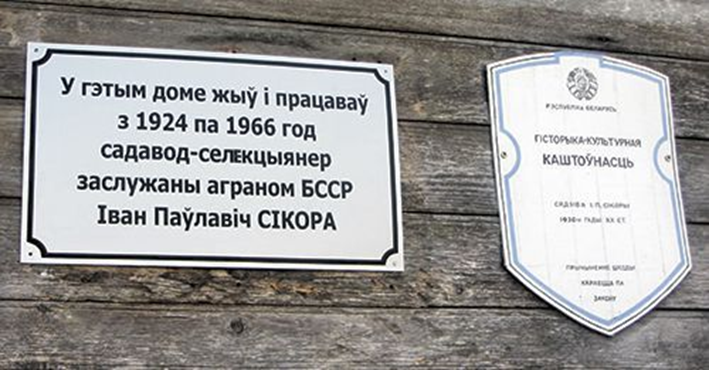 У гэтым доме жыў і працаваў
з 1924 па 1966 год
садавод-селекцыянер
заслужаны аграном БССР
Іван Паўлавіч СІКОРА
РЭСПУБЛІКА БЕЛАРУСЬ
ГІСТОРЫКА-КУЛЬТУРНАЯ
КАШТОЎНАСЦЬ
СЯДЗІБА І.П. СІКОРЫ
1930-я ГАДЫ ХХ СТ.
ПРЫЧЫНЕННЕ ШКОДЫ
КАРАЕЦЦА ПА
ЗАКОНУ